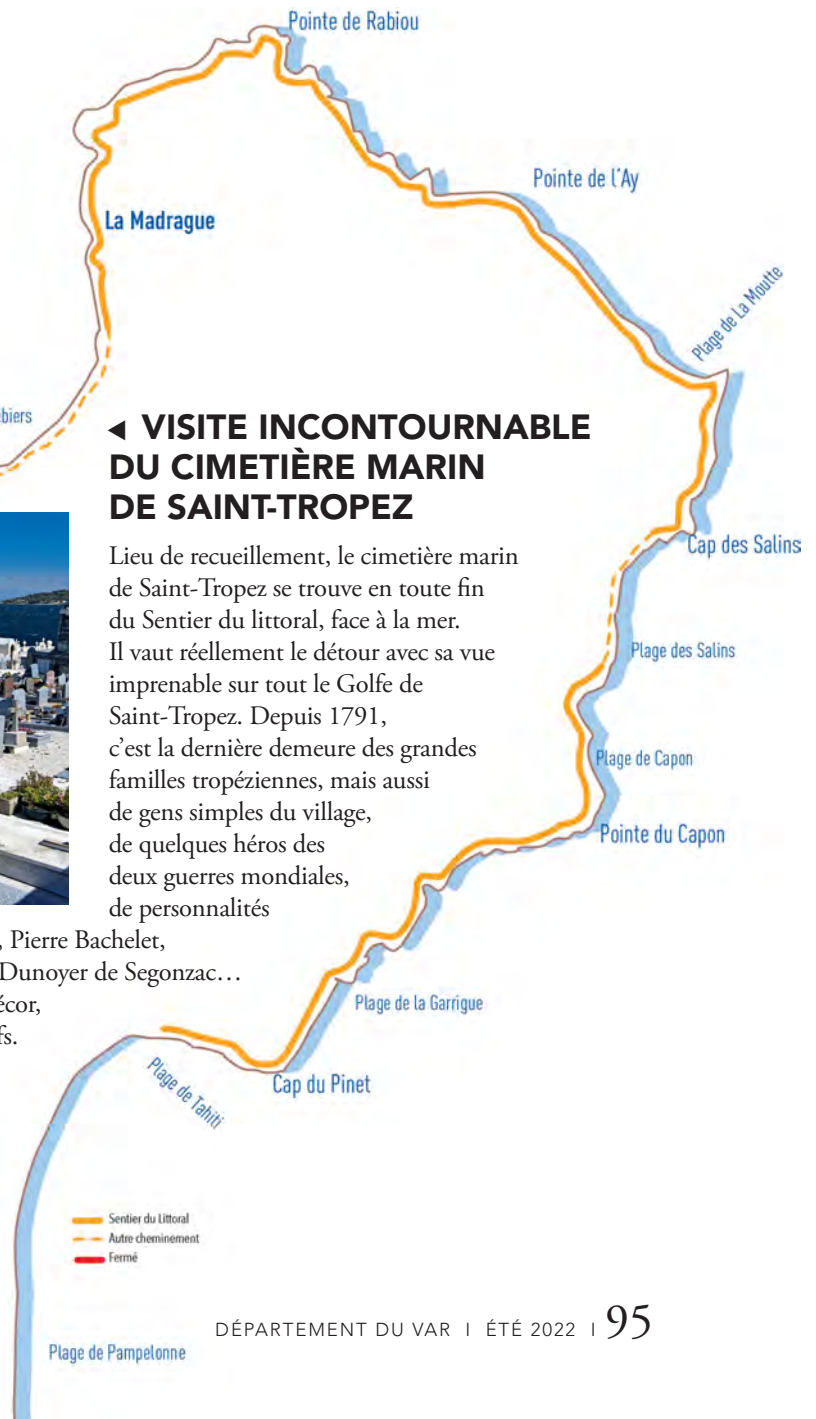 Pointe de Rabiou
Pointe de l'Ay
La Madrague
Plage de La Moutte
◄ VISITE INCONTOURNABLE
DU CIMETIÈRE MARIN
DE SAINT-TROPEZ
Lieu de recueillement, le cimetière marin
de Saint-Tropez se trouve en toute fin
du Sentier du littoral, face à la mer.
Il vaut réellement le détour avec sa vue
imprenable sur tout le Golfe de
Saint-Tropez. Depuis 1791,
c'est la dernière demeure des grandes
familles tropéziennes, mais aussi
de gens simples du village,
de quelques héros des
deux guerres mondiales,
de personnalités
, Pierre Bachelet,
Dunoyer de Segonzac…
écor,
fs.
biers
Cap des Salins
Plage des Salins
Plage de Capon
Pointe du Capon
Plage de la Garrigue
Cap du Pinet
Plage de Tahiti
Sentier du Littoral
Autre cheminement
Fermé
Plage de Pampelonne
DÉPARTEMENT DU VAR I ÉTÉ 2022 I 95